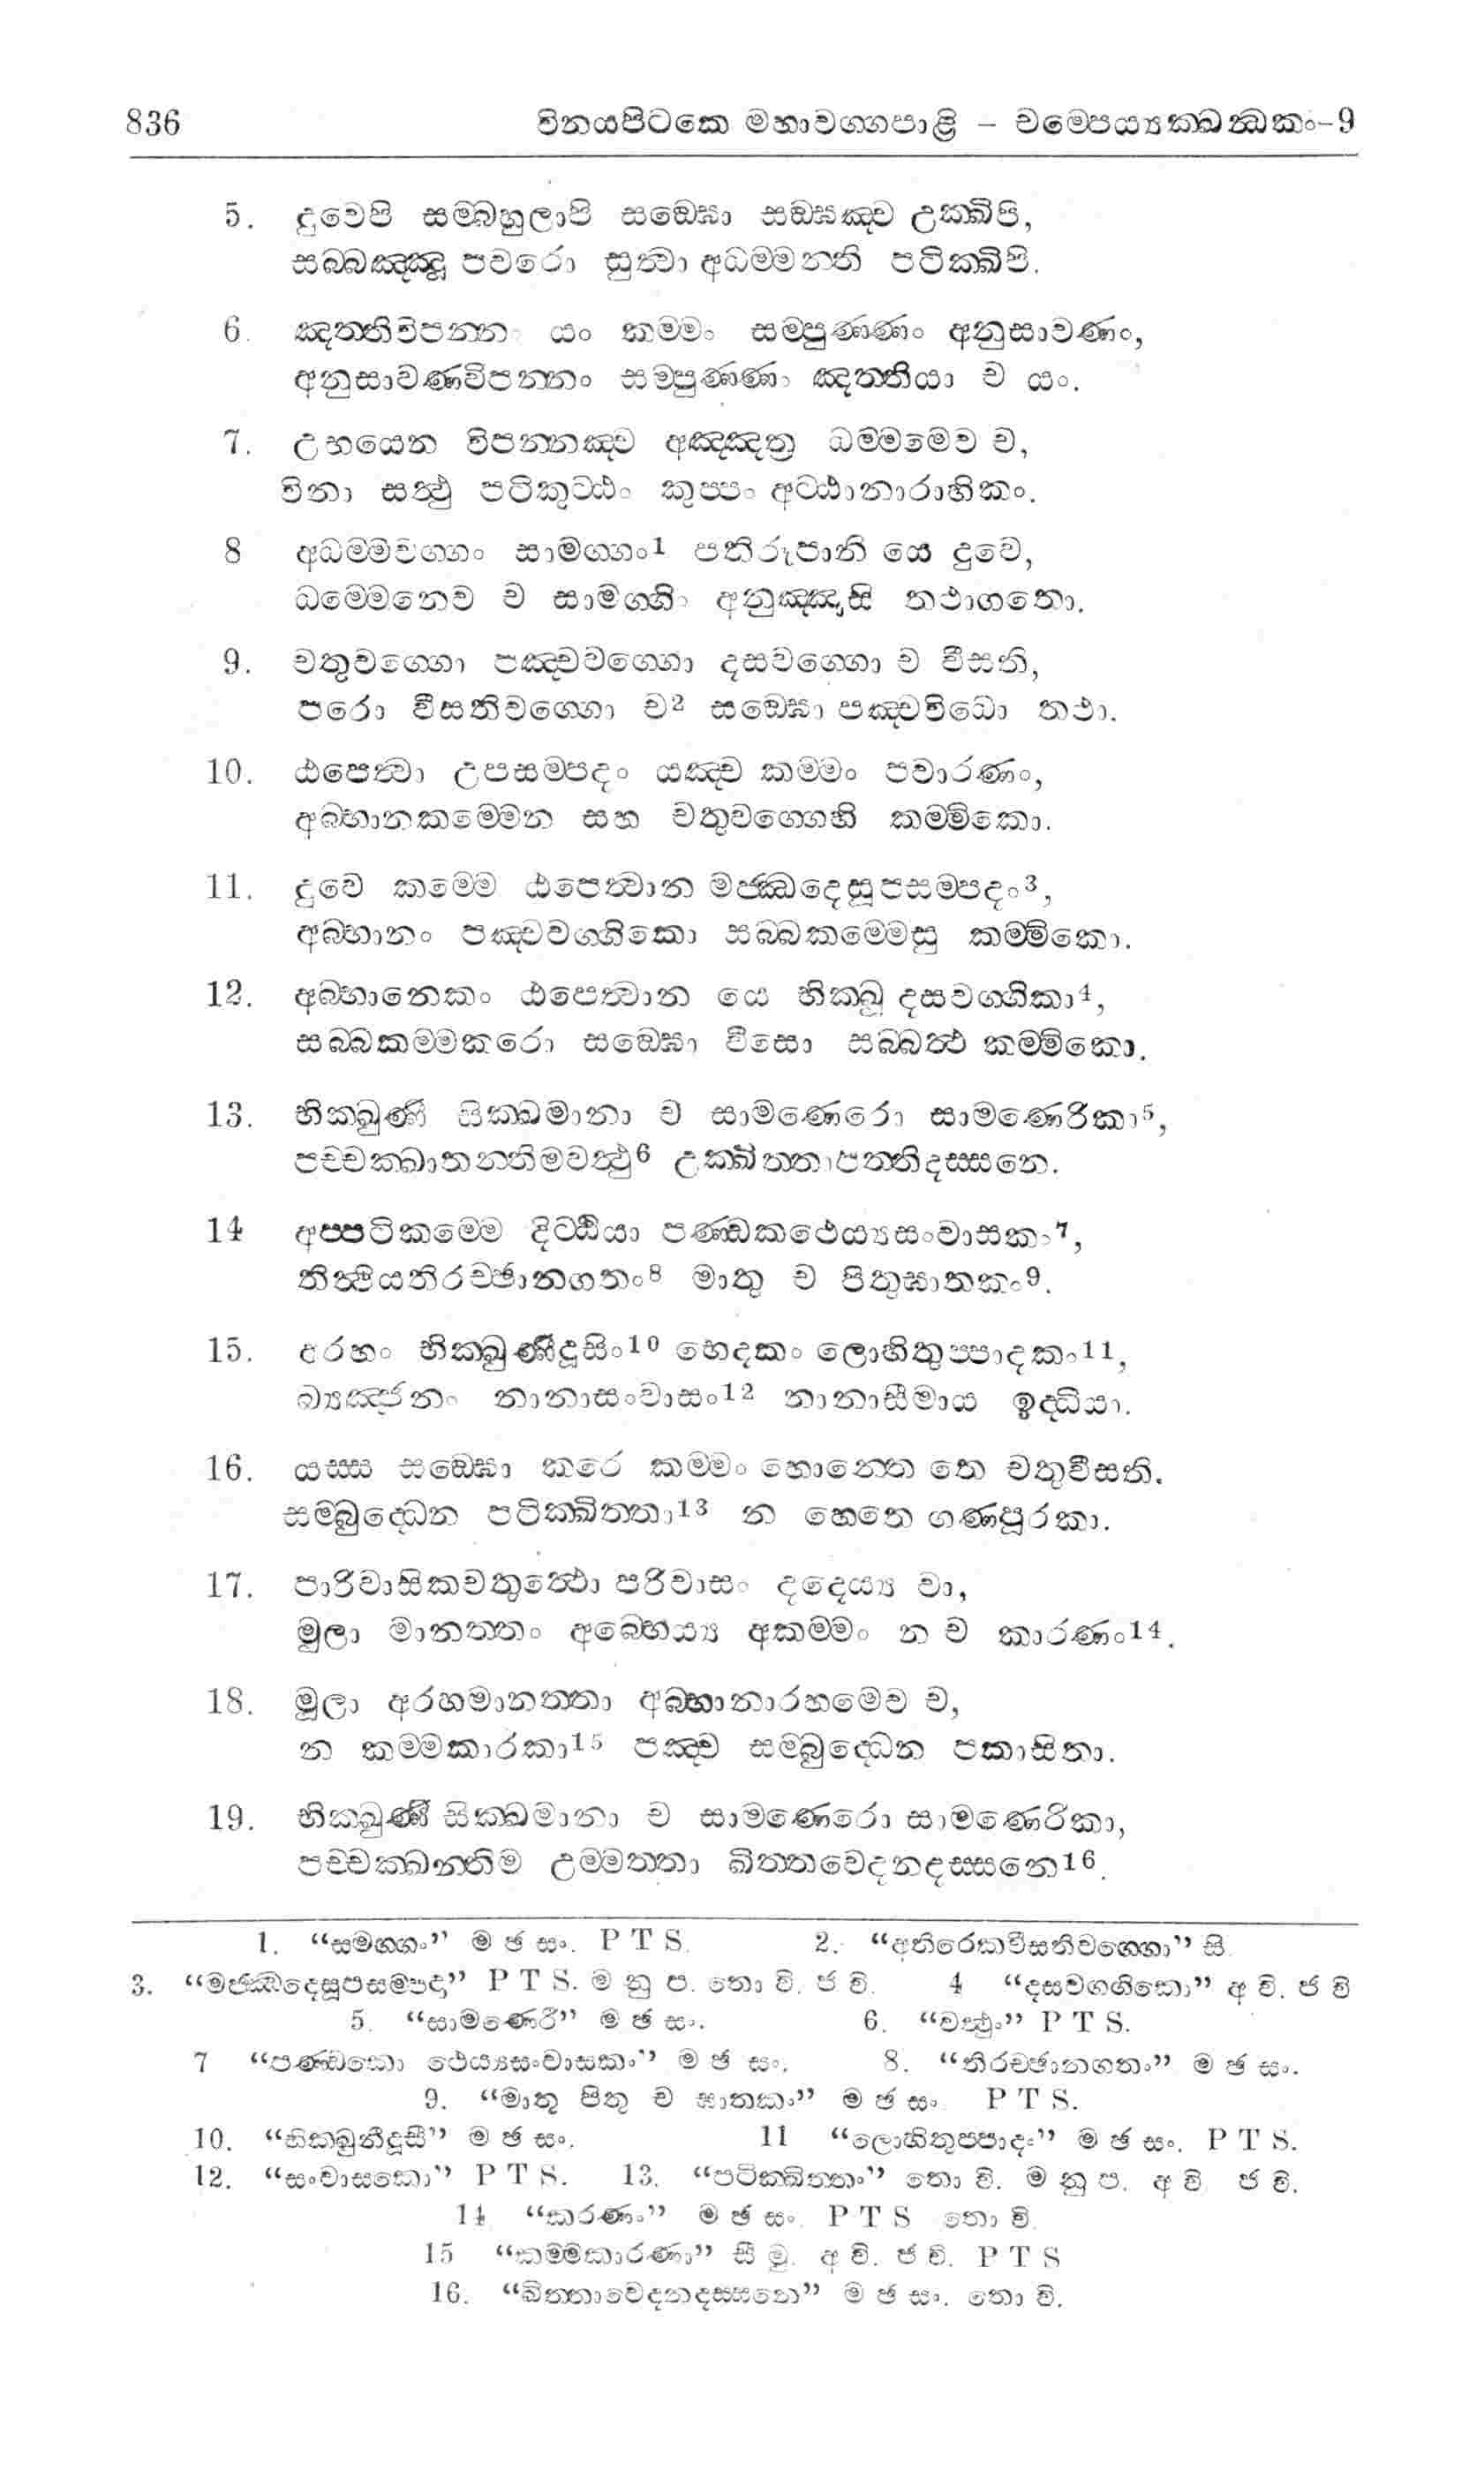 836 විනයපිටකෙ මහාවග්ගපාළි – චම්පෙය්‍යක්ඛන්ධකං-9
5. දුවෙපි සම්බහුලාපි සඞ්ඝො සඞ්ඝඤ්ච උක්ඛිපි,
සබ්බඤ්ඤූ පවරො සුත්වා අධම්මන්ති පටික්ඛිපි.
6. ඤත්තිවිපන්නං යං කම්මං සම්පුණ්ණං අනුසාවණං,
අනුසාවණවිපන්නං සම්පුණ්ණං ඤත්තියා ච යං.
7. උභයෙන විපන්නඤ්ච අඤ්ඤත්‍ර ධම්මමෙව ච,
විනා සත්ථු පටිකුට්ඨං කුප්පං අට්ඨානාරාහිකං.
8 අධම්මවග්ගං සාමග්ගං1 පතිරූපානි යෙ දුවෙ,
ධම්මෙනෙව ච සාමග්ගිං අනුඤ්ඤාසි තථාගතො.
9. චතුවග්ගො පඤ්චවග්ගො දසවග්ගො ච වීසති,
පරො වීසතිවග්ගො ච2 සඞ්ඝො පඤ්චවිධො තථා.
10. ඨපෙත්වා උපසම්පදං යඤ්ච කම්මං පවාරණං,
අබ්භානකම්මෙන සහ චතුවග්ගෙහි කම්මිකො.
11. දුවෙ කම්මෙ ඨපෙත්වාන මජ්ඣදෙසූපසම්පදං3,
අබ්භානං පඤ්චවග්ගිකො සබ්බකම්මෙසු කම්මිකො.
12. අබ්භානෙකං ඨපෙත්වාන යෙ භික්ඛූ දසවග්ගිකා4,
සබ්බකම්මකරො සඞ්ඝො වීසො සබ්බත්ථ කම්මිකො.
13. භික්ඛුණී සික්ඛමානා ච සාමණෙරො සාමණෙරිකා5,
පච්චක්ඛාතන්තිමවත්ථු6 උක්ඛිත්තාපත්තිදස්සනෙ.
14 අප්පටිකම්මෙ දිට්ඨියා පණ්ඩකථෙය්‍යසංවාසකං7,
තිත්ථියතිරච්ඡානගතං8 මාතු ච පිතුඝාතකං9.
15. අරහං භික්ඛුණීදූසිං10 භෙදකං ලොහිතුප්පාදකං11,
බ්‍යඤ්ජනං නානාසංවාසං12 නානාසීමාය ඉද්ධියා.
16. යස්ස සඞ්ඝො කරෙ කම්මං හොන්තෙ තෙ චතුවීසති.
සම්බුද්ධෙන පටික්ඛිත්තා13 න හෙතෙ ගණපූරකා.
17. පාරිවාසිකචතුත්ථො පරිවාසං දදෙය්‍ය වා,
මූලා මානත්තං අබ්භෙය්‍ය අකම්මං න ච කාරණං14.
18. මූලා අරහමානත්තා අබ්භානාරහමෙව ච,
න කම්මකාරකා15 පඤ්ච සම්බුද්ධෙන පකාසිතා.
19. භික්ඛුණී සික්ඛමානා ච සාමණෙරො සාමණෙරිකා,
පච්චක්ඛන්තිම උම්මත්තා ඛිත්තවෙදනදස්සනෙ16.
1. “සමග්ගං” ම ඡ සං. P T S. 2. “අතිරෙකවීසතිවග්ගො” සි.
3. “මජ්ඣදෙසූපසම්පදා” P T S. ම නු ප. තො වි. ජ වි. 4 “දසවග්ගිකො” අ වි. ජ වි
5. “සාමණෙරී” ම ඡ සං. 6. “වත්ථුං” P T S.
7 “පණ්ඩකො ථෙය්‍යසංවාසකං” ම ඡ සං. 8. “තිරච්ඡානගතං” ම ඡ සං.
9. “මාතු පිතු ච ඝාතකං” ම ඡ සං P T S.
10. “භික්ඛුනීදූසී” ම ඡ සං. 11 “ලොහිතුප්පාදං” ම ඡ සං. P T S.
12. “සංවාසකො” P T S. 13. “පටික්ඛිත්තං” තො වි. ම නු ප. අ වි ජ වි.
14 “කරණං” ම ඡ සං. P T S තො වි.
15 “කම්මකාරණා” සී මු. අ වි. ජ වි. P T S
16. “ඛිත්තාවෙදනදස්සනෙ” ම ඡ සං. තො වි.